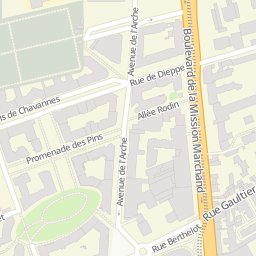 Avenue de l'Arche
Boulevard de la Mission Marchand
Rue de Dieppe
is de Chavannes
Allée Rodin
Promenade des Pins
Avenue de l'Arche
Rue Gaultier
Rue Berthelot
et